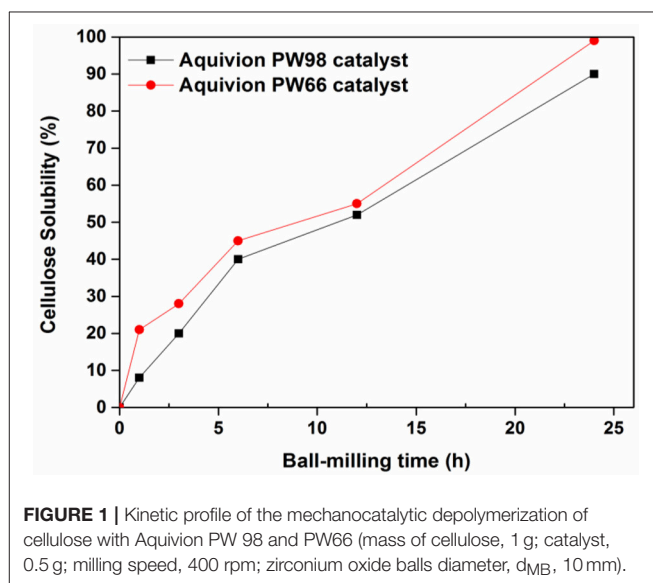 100
90
80
70
60
50
40
30
20
10
0
Cellulose Solubility (%)
Aquivion PW98 catalyst
Aquivion PW66 catalyst
0 5 10 15 20 25
Ball-milling time (h)
FIGURE 1 | Kinetic profile of the mechanocatalytic depolymerization of
cellulose with Aquivion PW 98 and PW66 (mass of cellulose, 1 g; catalyst,
0.5 g; milling speed, 400 rpm; zirconium oxide balls diameter, dMB, 10 mm).